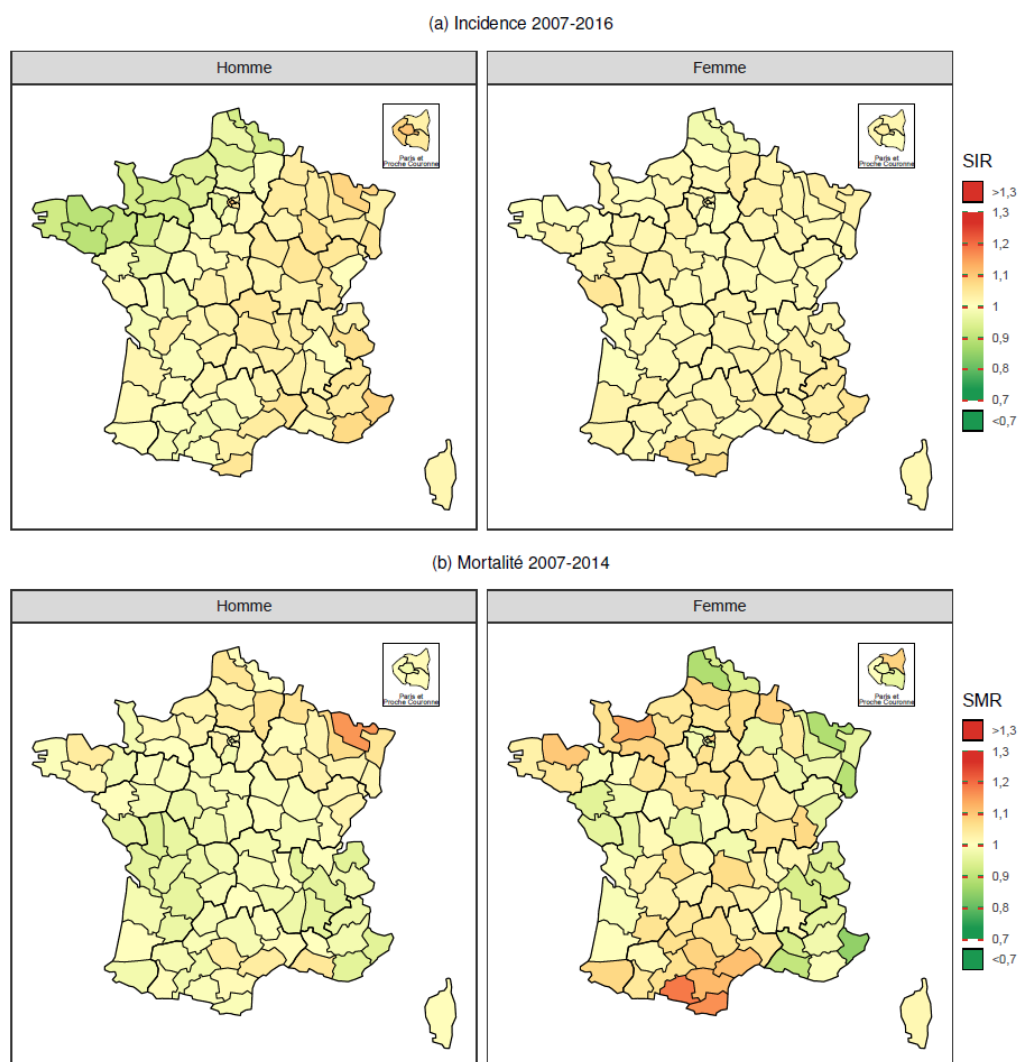 (a) Incidence 2007-2016
Homme
Femme
Paris et
Proche Couronne
Paris et
Proche Couronne
SIR
>1,3
1,3
1,2
1,1
1
0,9
0,8
0,7
<0,7
(b) Mortalité 2007-2014
Homme
Femme
Paris et
Proche Couronne
Paris et
Proche Couronne
SMR
>1,3
1,3
1,2
1,1
1
0,9
0,8
0,7
<0,7